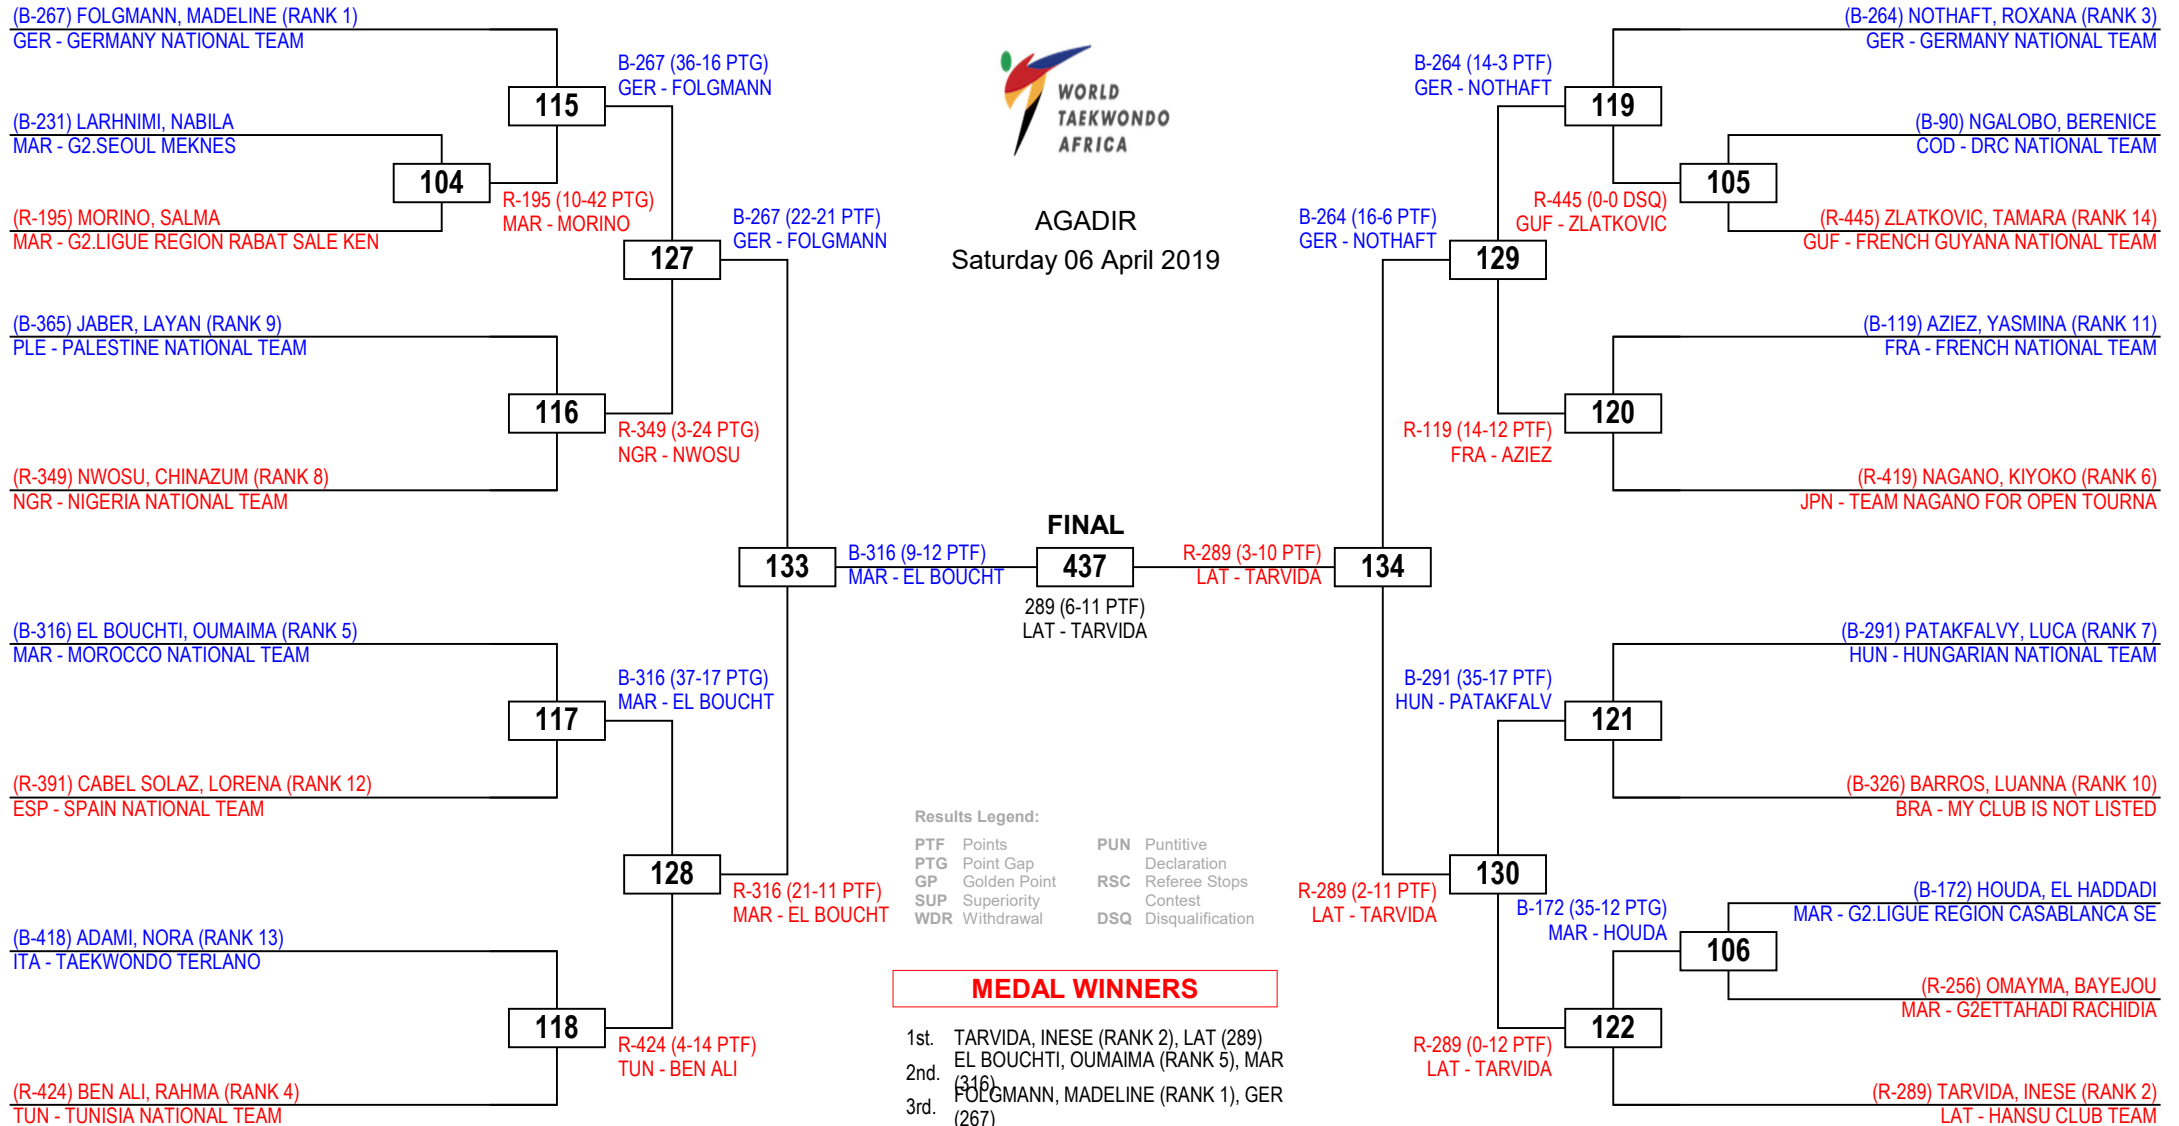 (B-267) FOLGMANN, MADELINE (RANK 1)
GER - GERMANY NATIONAL TEAM
(B-231) LARHNIMI, NABILA
MAR - G2.SEOUL MEKNES
(R-195) MORINO, SALMA
MAR - G2.LIGUE REGION RABAT SALE KEN
(B-365) JABER, LAYAN (RANK 9)
PLE - PALESTINE NATIONAL TEAM
(R-349) NWOSU, CHINAZUM (RANK 8)
NGR - NIGERIA NATIONAL TEAM
(B-316) EL BOUCHTI, OUMAIMA (RANK 5)
MAR - MOROCCO NATIONAL TEAM
(R-391) CABEL SOLAZ, LORENA (RANK 12)
ESP - SPAIN NATIONAL TEAM
(B-418) ADAMI, NORA (RANK 13)
ITA - TAEKWONDO TERLANO
(R-424) BEN ALI, RAHMA (RANK 4)
TUN - TUNISIA NATIONAL TEAM
104
R-195 (10-42 PTG)
MAR - MORINO
115
B-267 (36-16 PTG)
GER - FOLGMANN
116
R-349 (3-24 PTG)
NGR - NWOSU
117
B-316 (37-17 PTG)
MAR - EL BOUCHT
118
R-424 (4-14 PTF)
TUN - BEN ALI
127
B-267 (22-21 PTF)
GER - FOLGMANN
128
R-316 (21-11 PTF)
MAR - EL BOUCHT
133
B-316 (9-12 PTF)
MAR - EL BOUCHT
WORLD
TAEKWONDO
AFRICA
AGADIR
Saturday 06 April 2019
FINAL
437
289 (6-11 PTF)
LAT - TARVIDA
R-289 (3-10 PTF)
LAT - TARVIDA
134
B-264 (16-6 PTF)
GER - NOTHAFT
129
R-289 (2-11 PTF)
LAT - TARVIDA
130
B-264 (14-3 PTF)
GER - NOTHAFT
119
R-445 (0-0 DSQ)
GUF - ZLATKOVIC
105
R-119 (14-12 PTF)
FRA - AZIEZ
120
B-291 (35-17 PTF)
HUN - PATAKFALV
121
B-172 (35-12 PTG)
MAR - HOUDA
106
R-289 (0-12 PTF)
LAT - TARVIDA
122
(B-264) NOTHAFT, ROXANA (RANK 3)
GER - GERMANY NATIONAL TEAM
(B-90) NGALOBO, BERENICE
COD - DRC NATIONAL TEAM
(R-445) ZLATKOVIC, TAMARA (RANK 14)
GUF - FRENCH GUYANA NATIONAL TEAM
(B-119) AZIEZ, YASMINA (RANK 11)
FRA - FRENCH NATIONAL TEAM
(R-419) NAGANO, KIYOKO (RANK 6)
JPN - TEAM NAGANO FOR OPEN TOURNA
(B-291) PATAKFALVY, LUCA (RANK 7)
HUN - HUNGARIAN NATIONAL TEAM
(B-326) BARROS, LUANNA (RANK 10)
BRA - MY CLUB IS NOT LISTED
(B-172) HOUDA, EL HADDADI
MAR - G2.LIGUE REGION CASABLANCA SE
(R-256) OMAYMA, BAYEJOU
MAR - G2ETTAHADI RACHIDIA
(R-289) TARVIDA, INESE (RANK 2)
LAT - HANSU CLUB TEAM
Results Legend:
PTF Points
PTG Point Gap
GP Golden Point
SUP Superiority
WDR Withdrawal
PUN Puntitive
Declaration
RSC Referee Stops
Contest
DSQ Disqualification
MEDAL WINNERS
1st. TARVIDA, INESE (RANK 2), LAT (289)
2nd. EL BOUCHTI, OUMAIMA (RANK 5), MAR
(316)
3rd. FOLGMANN, MADELINE (RANK 1), GER
(267)